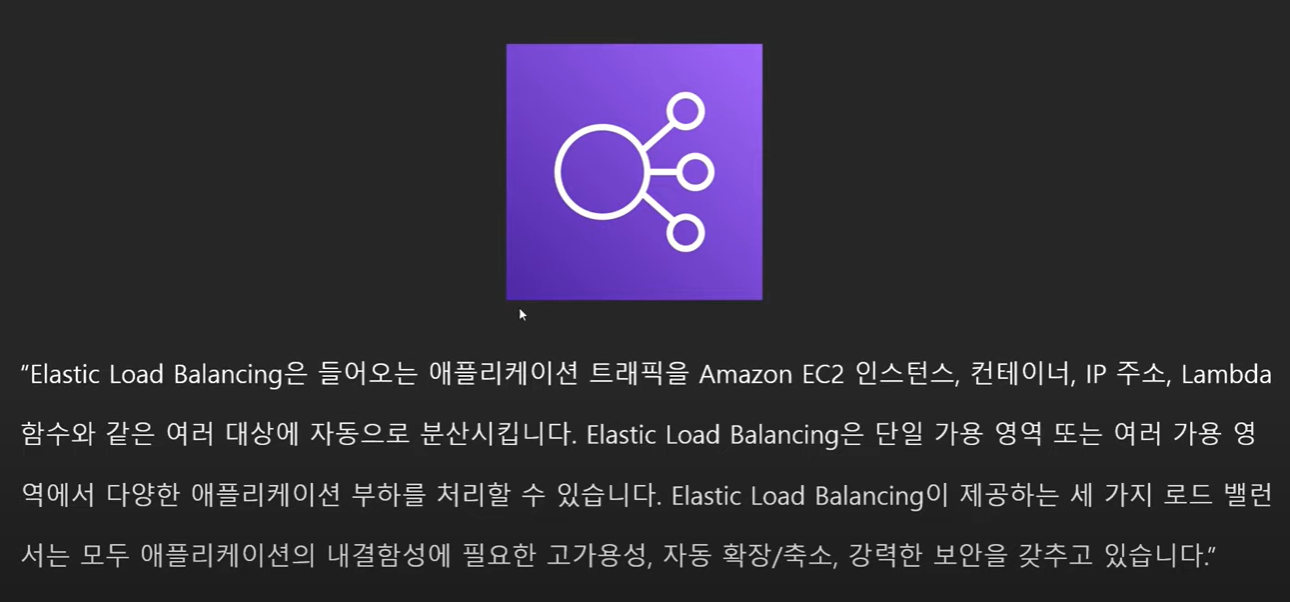 “Elastic Load Balancing은 들어오는 애플리케이션 트래픽을 Amazon EC2 인스턴스, 컨테이너, IP 주소, Lambda
함수와 같은 여러 대상에 자동으로 분산시킵니다. Elastic Load Balancing은 단일 가용 영역 또는 여러 가용 영
역에서 다양한 애플리케이션 부하를 처리할 수 있습니다. Elastic Load Balancing이 제공하는 세 가지 로드 밸런
서는 모두 애플리케이션의 내결함성에 필요한 고가용성, 자동 확장/축소, 강력한 보안을 갖추고 있습니다.”